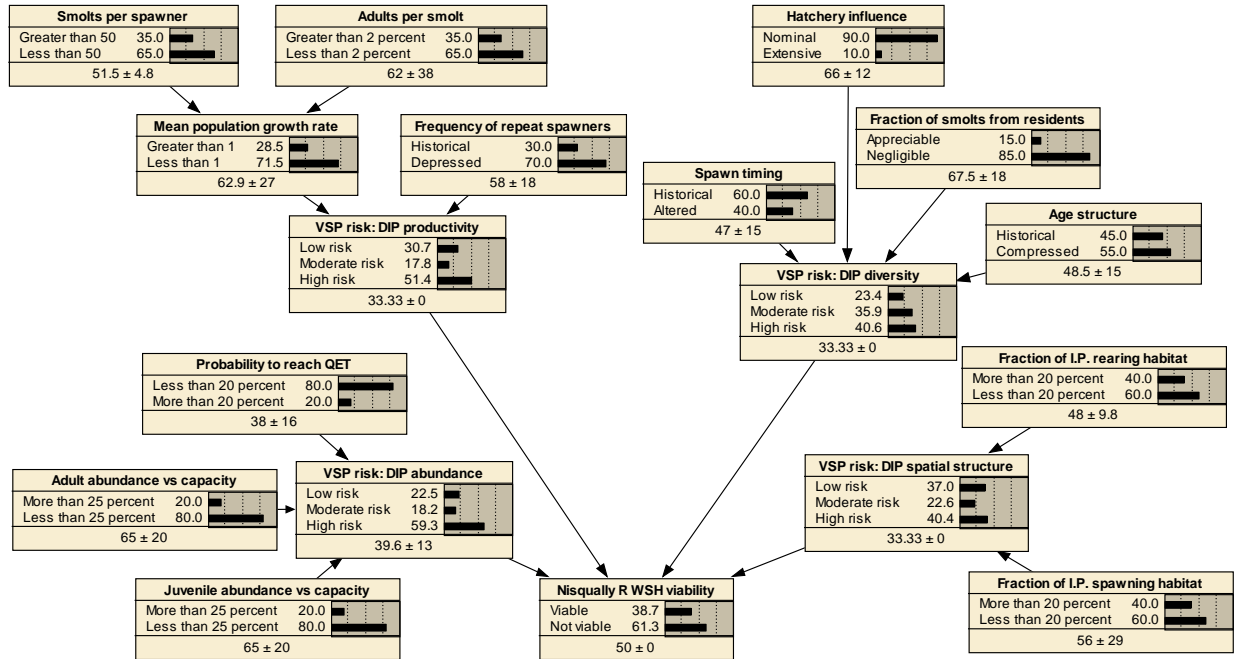 Smolts per spawner
Greater than 50 35.0
Less than 50 65.0
51.5 ± 4.8
Adults per smolt
Greater than 2 percent 35.0
Less than 2 percent 65.0
62 ± 38
Hatchery influence
Nominal 90.0
Extensive 10.0
66 ± 12
Mean population growth rate
Greater than 1 28.5
Less than 1 71.5
62.9 ± 27
Frequency of repeat spawners
Historical 30.0
Depressed 70.0
58 ± 18
Fraction of smolts from residents
Appreciable 15.0
Negligible 85.0
67.5 ± 18
Spawn timing
Historical 60.0
Altered 40.0
47 ± 15
Age structure
Historical 45.0
Compressed 55.0
48.5 ± 15
VSP risk: DIP productivity
Low risk 30.7
Moderate risk 17.8
High risk 51.4
33.33 ± 0
VSP risk: DIP diversity
Low risk 23.4
Moderate risk 35.9
High risk 40.6
33.33 ± 0
Probability to reach QET
Less than 20 percent 80.0
More than 20 percent 20.0
38 ± 16
Fraction of I.P. rearing habitat
More than 20 percent 40.0
Less than 20 percent 60.0
48 ± 9.8
Adult abundance vs capacity
More than 25 percent 20.0
Less than 25 percent 80.0
65 ± 20
VSP risk: DIP abundance
Low risk 22.5
Moderate risk 18.2
High risk 59.3
39.6 ± 13
VSP risk: DIP spatial structure
Low risk 37.0
Moderate risk 22.6
High risk 40.4
33.33 ± 0
Juvenile abundance vs capacity
More than 25 percent 20.0
Less than 25 percent 80.0
65 ± 20
Nisqually R WSH viability
Viable 38.7
Not viable 61.3
50 ± 0
Fraction of I.P. spawning habitat
More than 20 percent 40.0
Less than 20 percent 60.0
56 ± 29